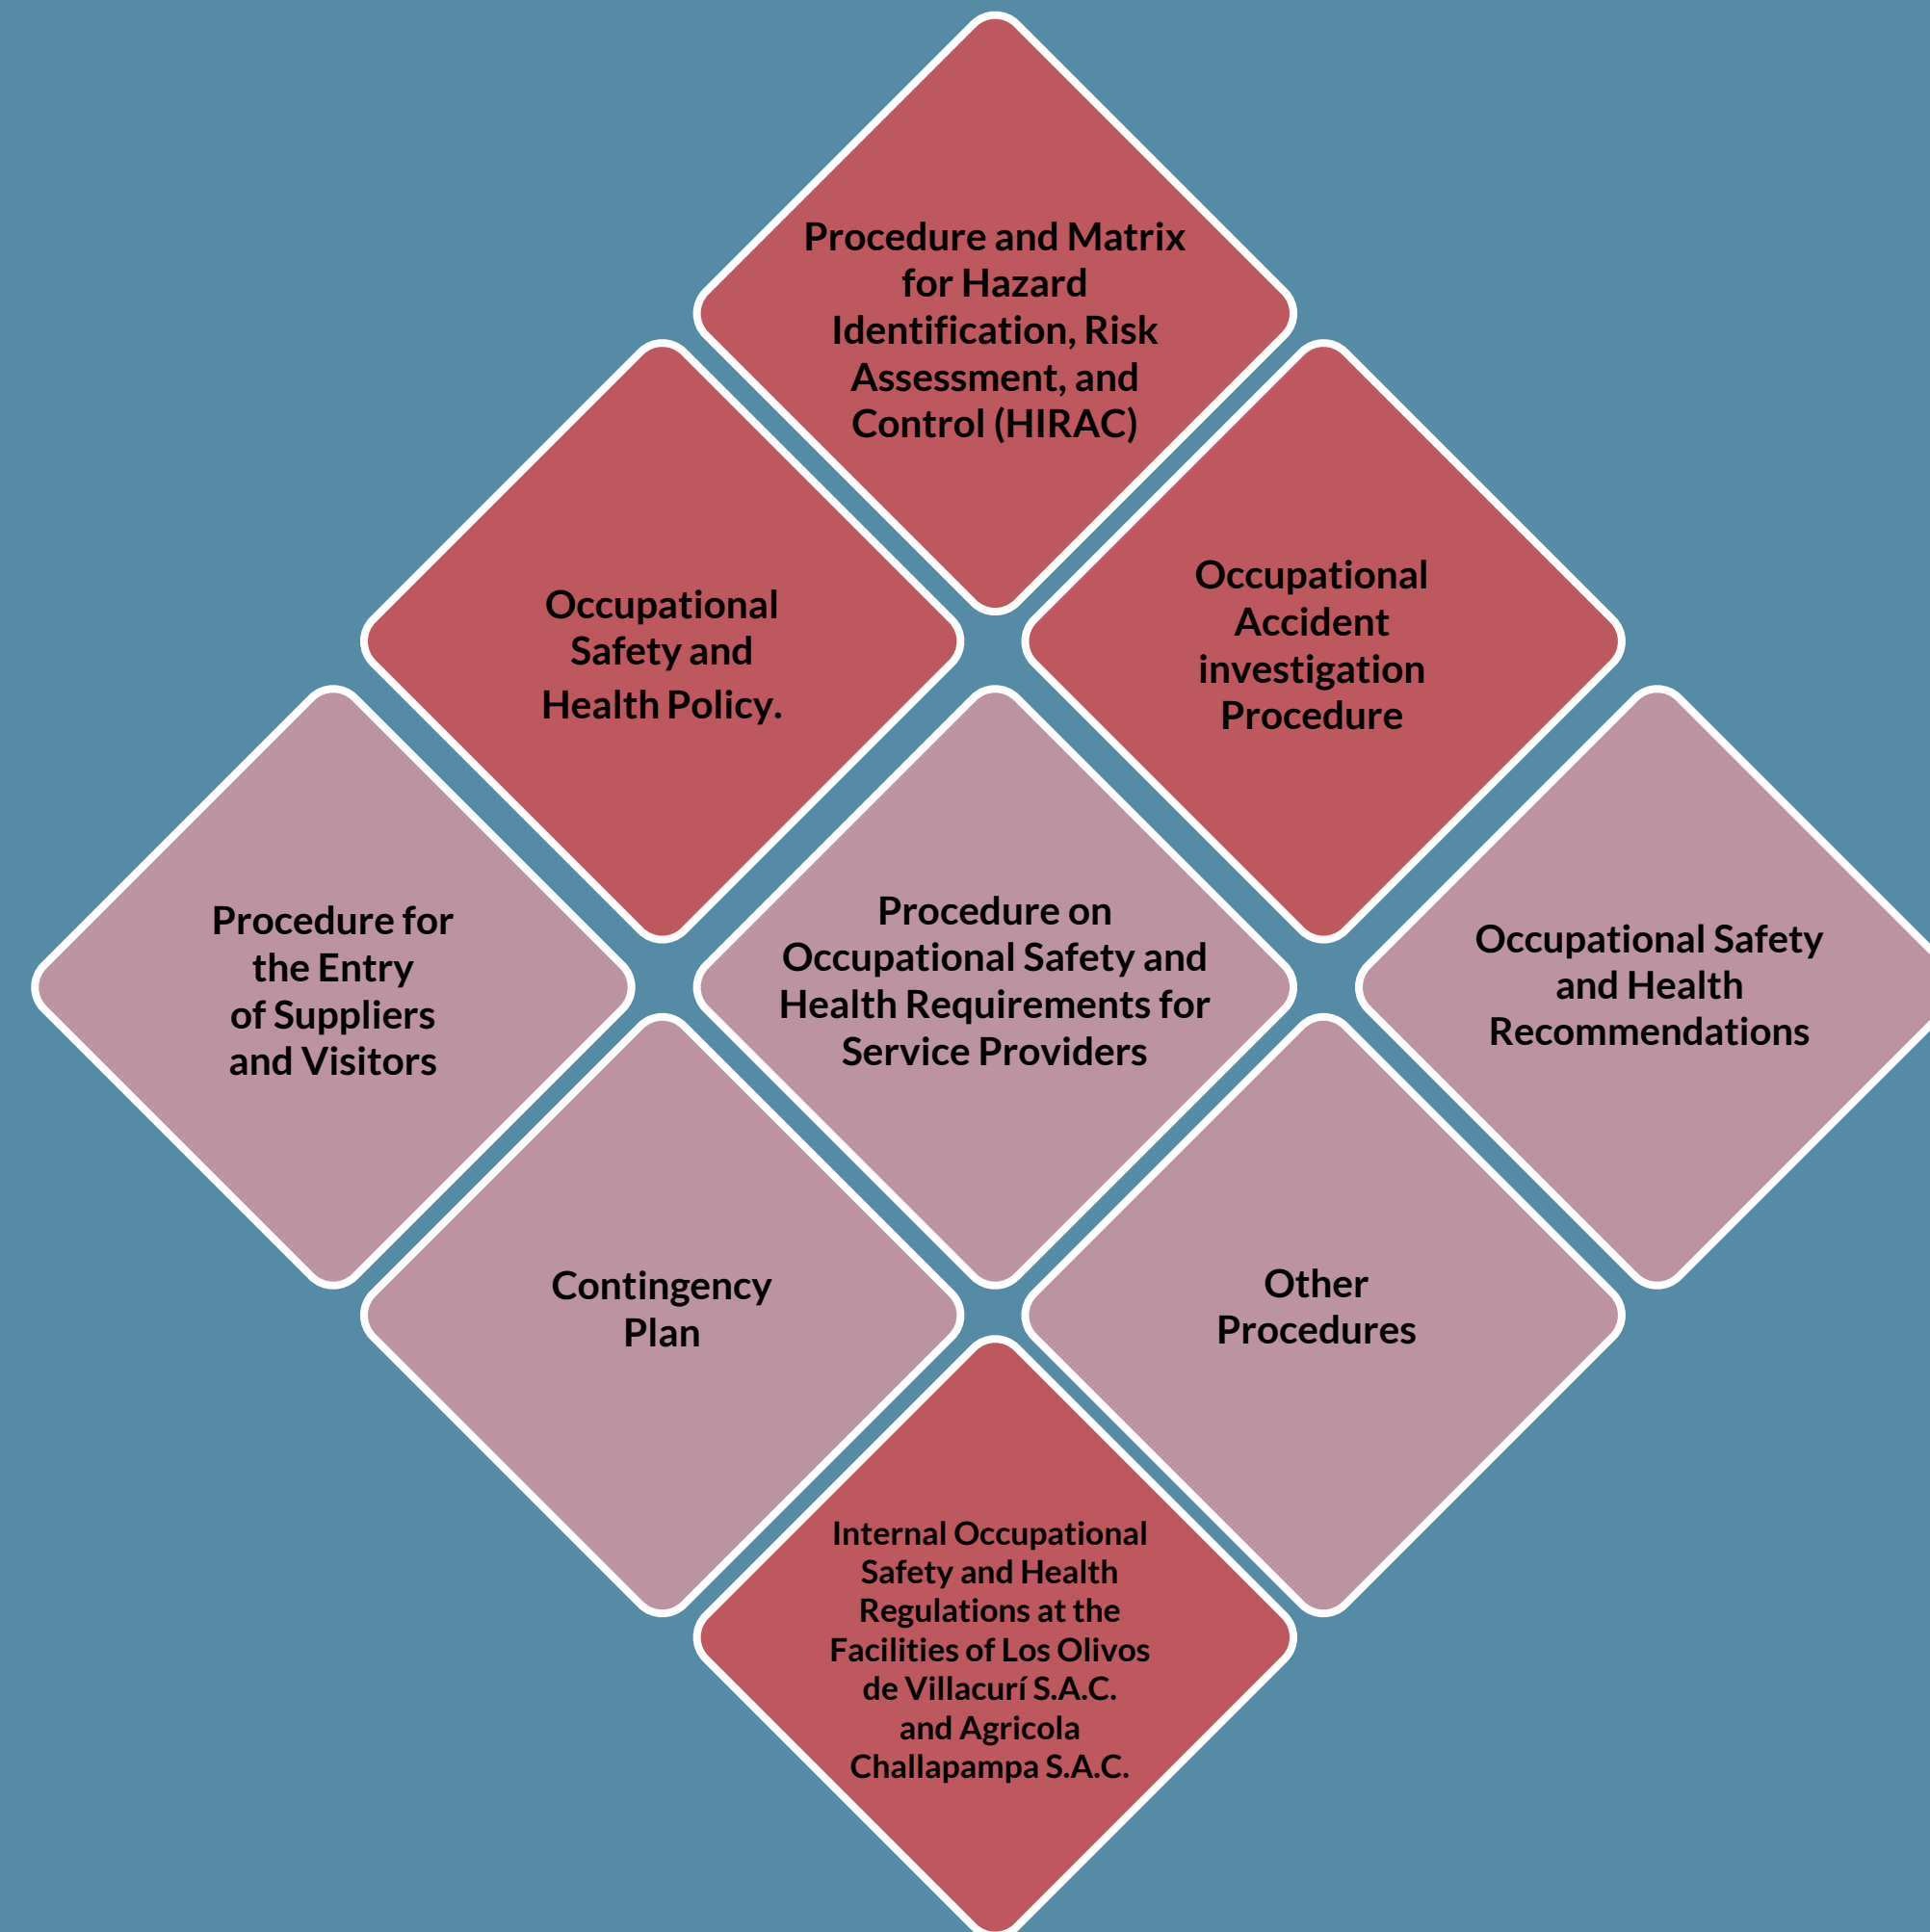 Procedure and Matrix
for Hazard
Identification, Risk
Assessment, and
Control (HIRAC)
Occupational
Safety and
Health Policy.
Occupational
Accident
investigation
Procedure
Procedure for
the Entry
of Suppliers
and Visitors
Procedure on
Occupational Safety and
Health Requirements for
Service Providers
Occupational Safety
and Health
Recommendations
Contingency
Plan
Other
Procedures
Internal Occupational
Safety and Health
Regulations at the
Facilities of Los Olivos
de Villacurí S.A.C.
and Agricola
Challapampa S.A.C.